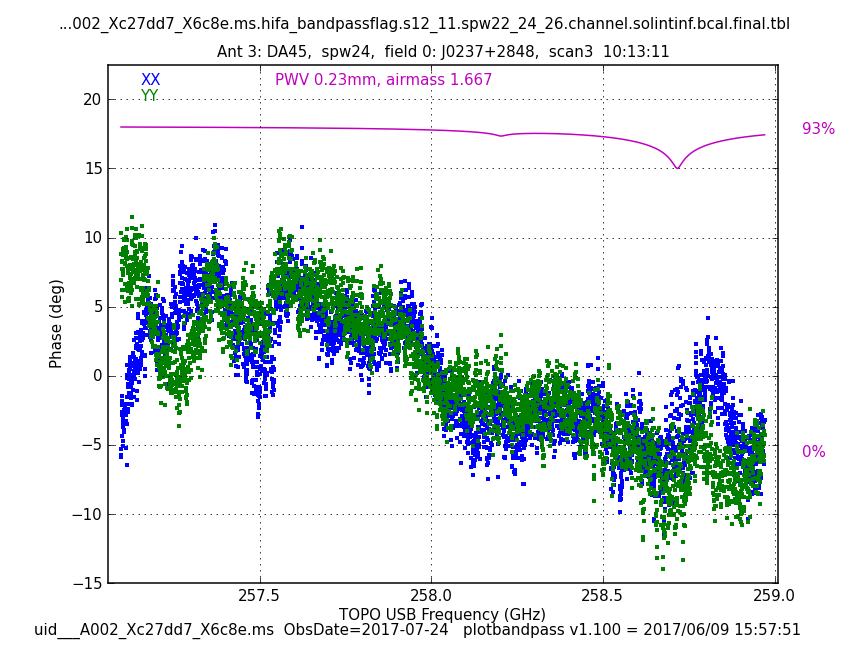 ...002_Xc27dd7_X6c8e.ms.hifa_bandpassflag.s12_11.spw22_24_26.channel.solintinf.bcal.final.tbl
Ant 3: DA45,  spw24,  field 0: J0237+2848,  scan3  10:13:11
XX
YY
PWV 0.23mm, airmass 1.667
20
15
10
5
0
−5
−10
−15
Phase (deg)
93%
0%
257.5
258.0
258.5
259.0
TOPO USB Frequency (GHz)
uid___A002_Xc27dd7_X6c8e.ms  ObsDate=2017-07-24   plotbandpass v1.100 = 2017/06/09 15:57:51